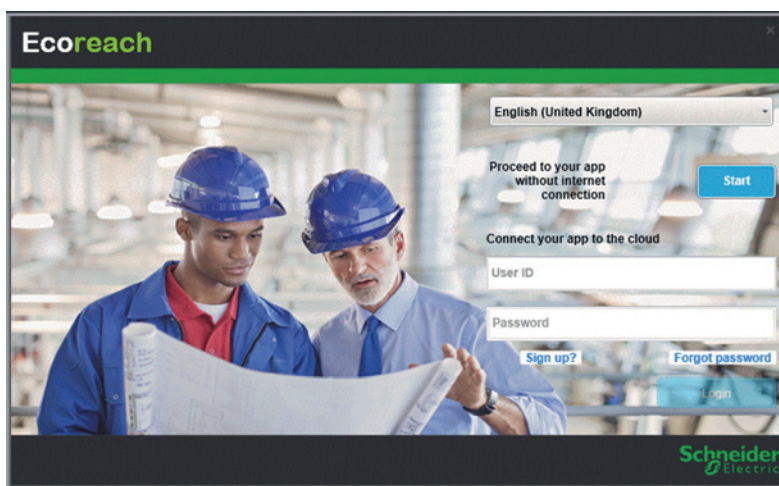 Ecoreach
English (United Kingdom)
Proceed to your app
without internet
connection
Start
Connect your app to the cloud
User ID
Password
Sign up?
Forgot password
Login
Schneider
Electric